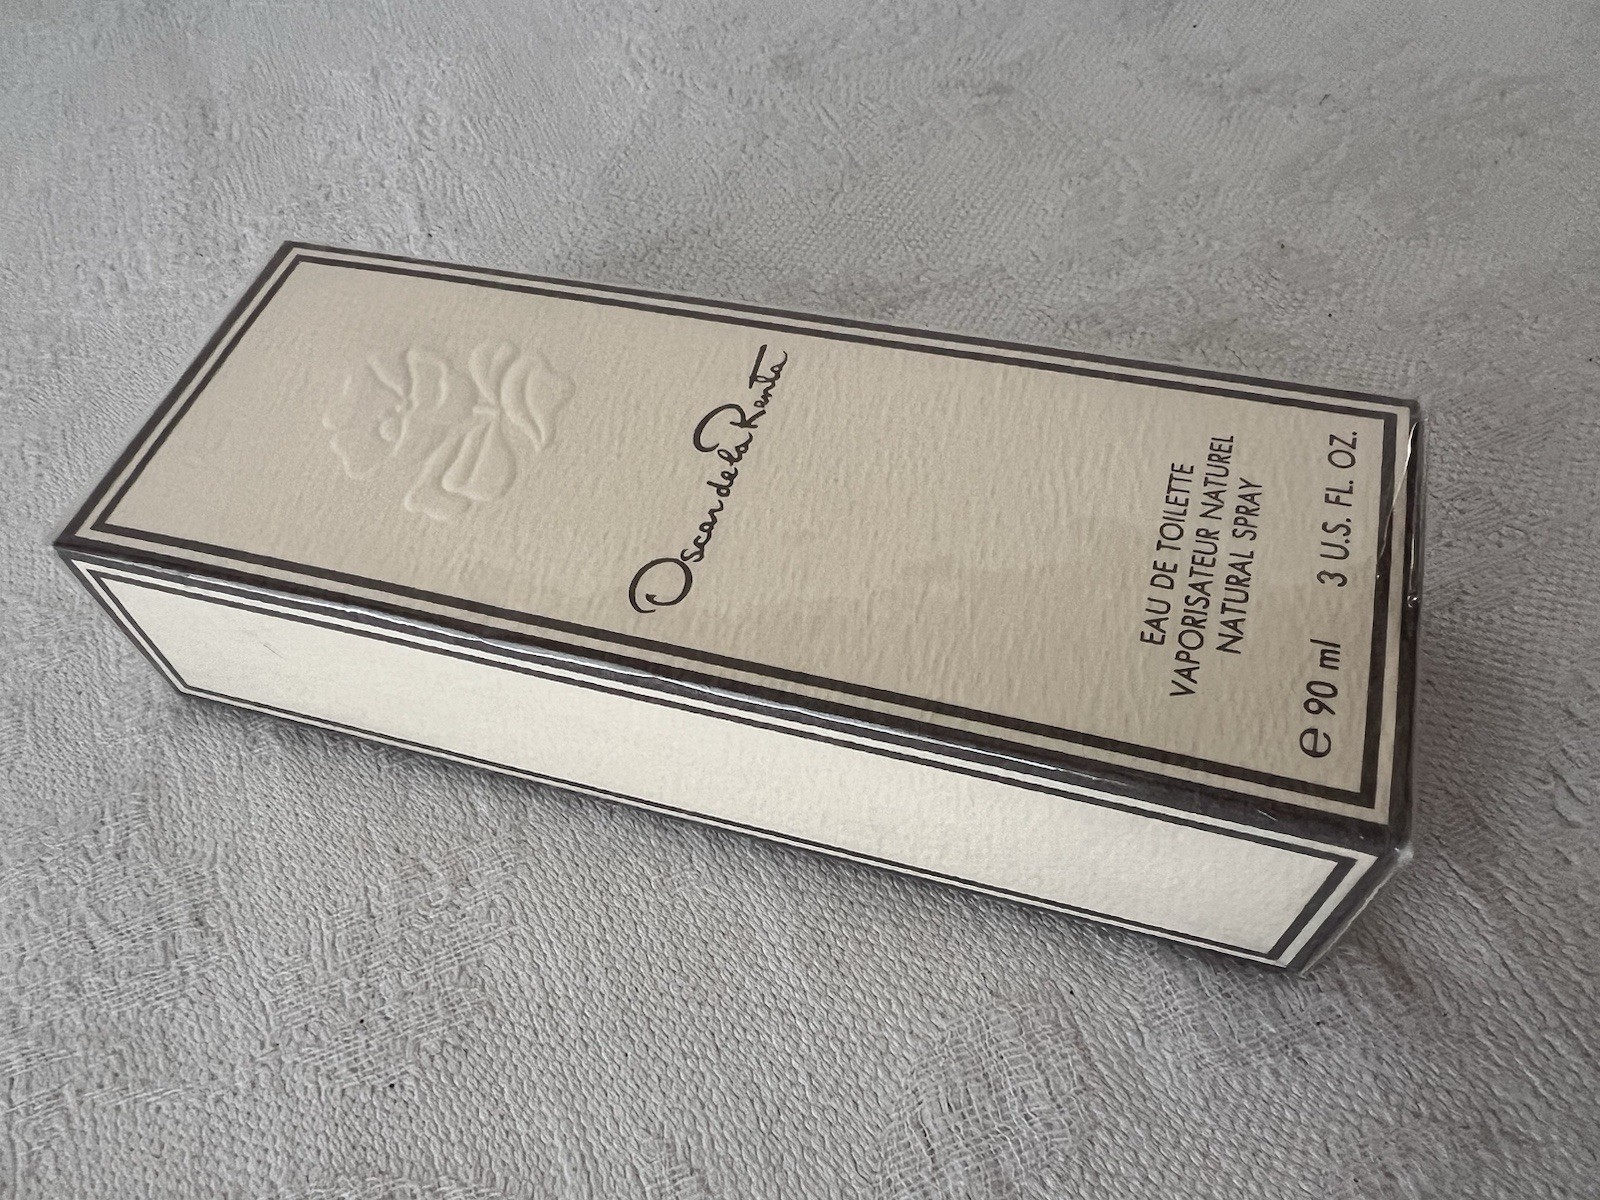 Oscar de la Renta
EAU DE TOILETTE
VAPORISATEUR NATUREL
NATURAL SPRAY
℮ 90 ml 3 U.S. FL. OZ.